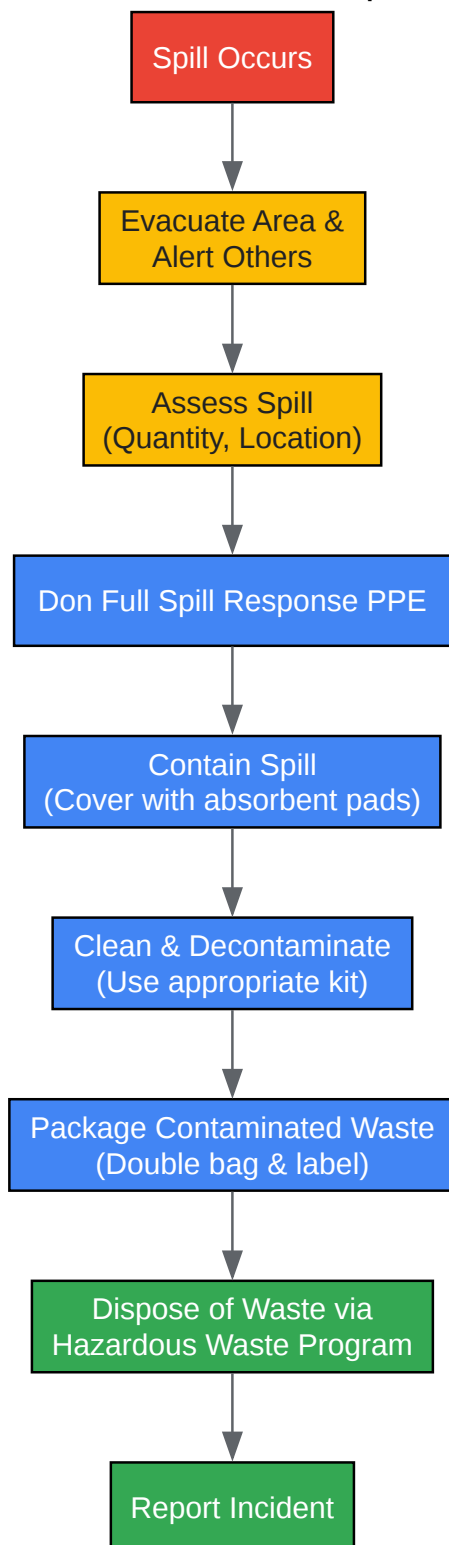 Spill Occurs
Evacuate Area &
Alert Others
Assess Spill
(Quantity, Location)
Don Full Spill Response PPE
Contain Spill
(Cover with absorbent pads)
Clean & Decontaminate
(Use appropriate kit)
Package Contaminated Waste
(Double bag & label)
Dispose of Waste via
Hazardous Waste Program
Report Incident